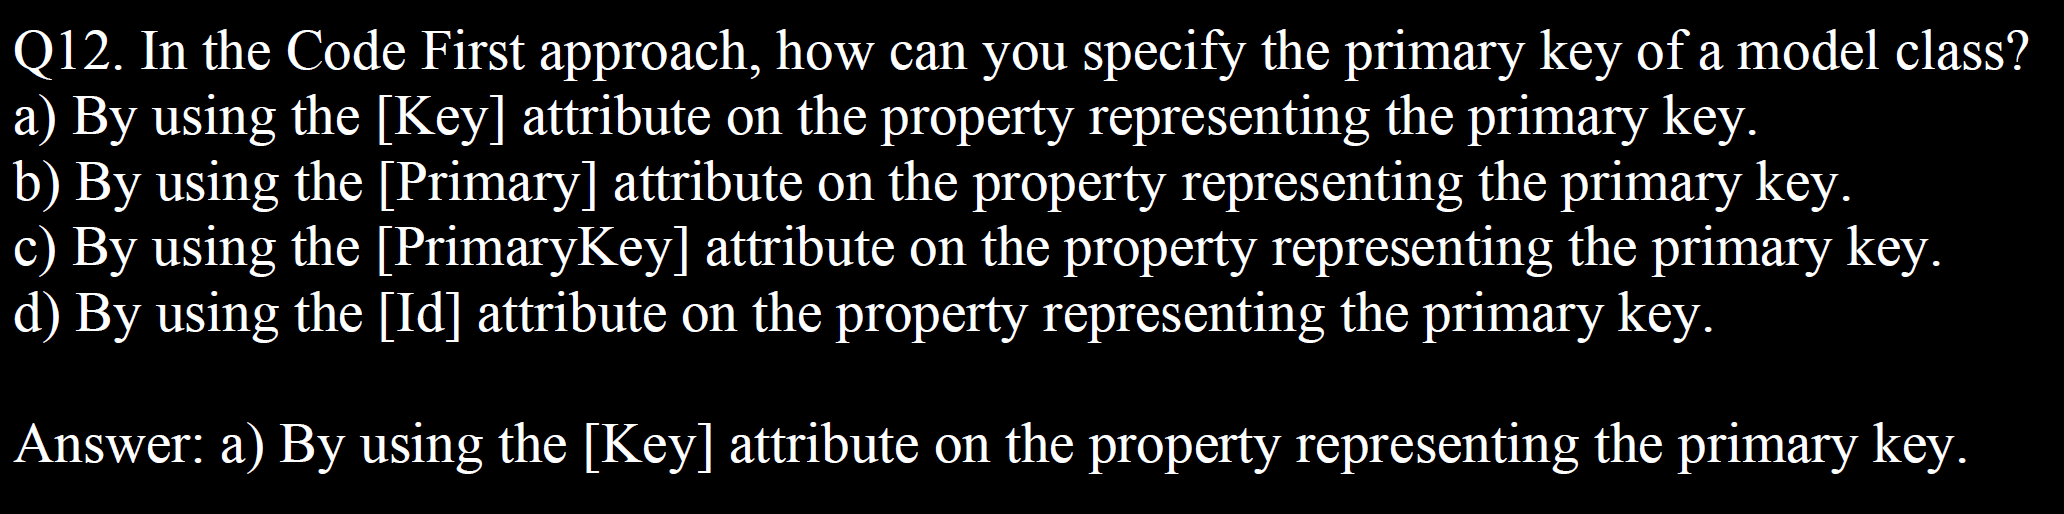 Q12. In the Code First approach, how can you specify the primary key of a model class?
a) By using the [Key] attribute on the property representing the primary key.
b) By using the [Primary] attribute on the property representing the primary key.
c) By using the [PrimaryKey] attribute on the property representing the primary key.
d) By using the [Id] attribute on the property representing the primary key.
Answer: a) By using the [Key] attribute on the property representing the primary key.